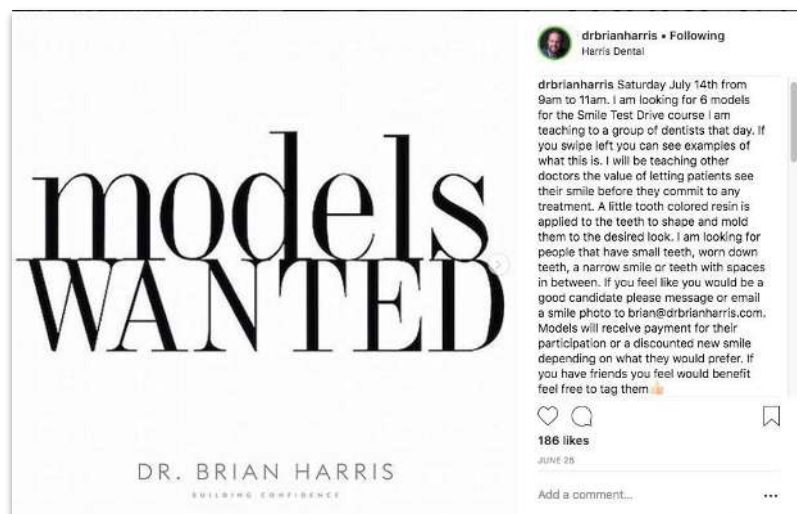 models
WANTED
DR. BRIAN HARRIS
BUILDING CONFIDENCE
drbrianharris • Following
Harris Dental
drbrianharris Saturday July 14th from
9am to 11am. I am looking for 6 models
for the Smile Test Drive course I am
teaching to a group of dentists that day. If
you swipe left you can see examples of
what this is. I will be teaching other
doctors the value of letting patients see
their smile before they commit to any
treatment. A little tooth colored resin is
applied to the teeth to shape and mold
them to the desired look. I am looking for
people that have small teeth, worn down
teeth, a narrow smile or teeth with spaces
in between. If you feel like you would be a
good candidate please message or email
a smile photo to brian@drbrianharris.com.
Models will receive payment for their
participation or a discounted new smile
depending on what they would prefer. If
you have friends you feel would benefit
feel free to tag them👍🏻
186 likes
JUNE 25
Add a comment...